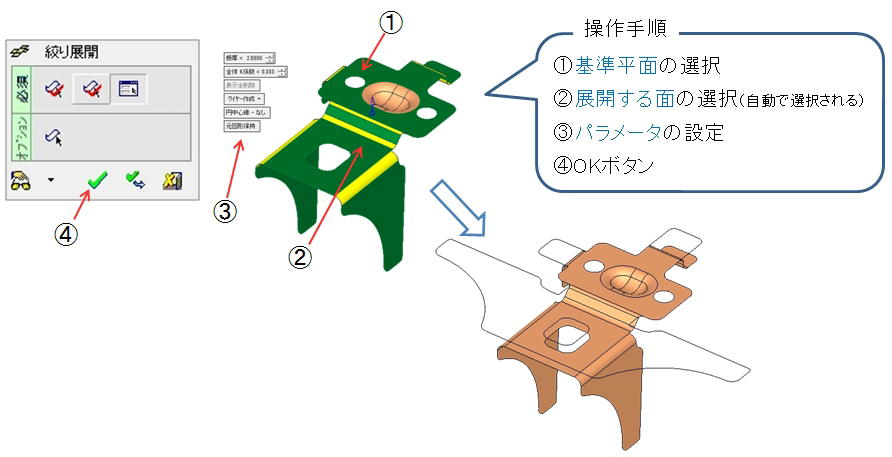 絞り展開
必須
オプション
板厚 = 2.0000
全体 K係数 = 0.330
表示全削除
ワイヤー作成
円中心線 - なし
元図形保持
①
②
③
④
操作手順
①基準平面の選択
②展開する面の選択(自動で選択される)
③パラメータの設定
④OKボタン